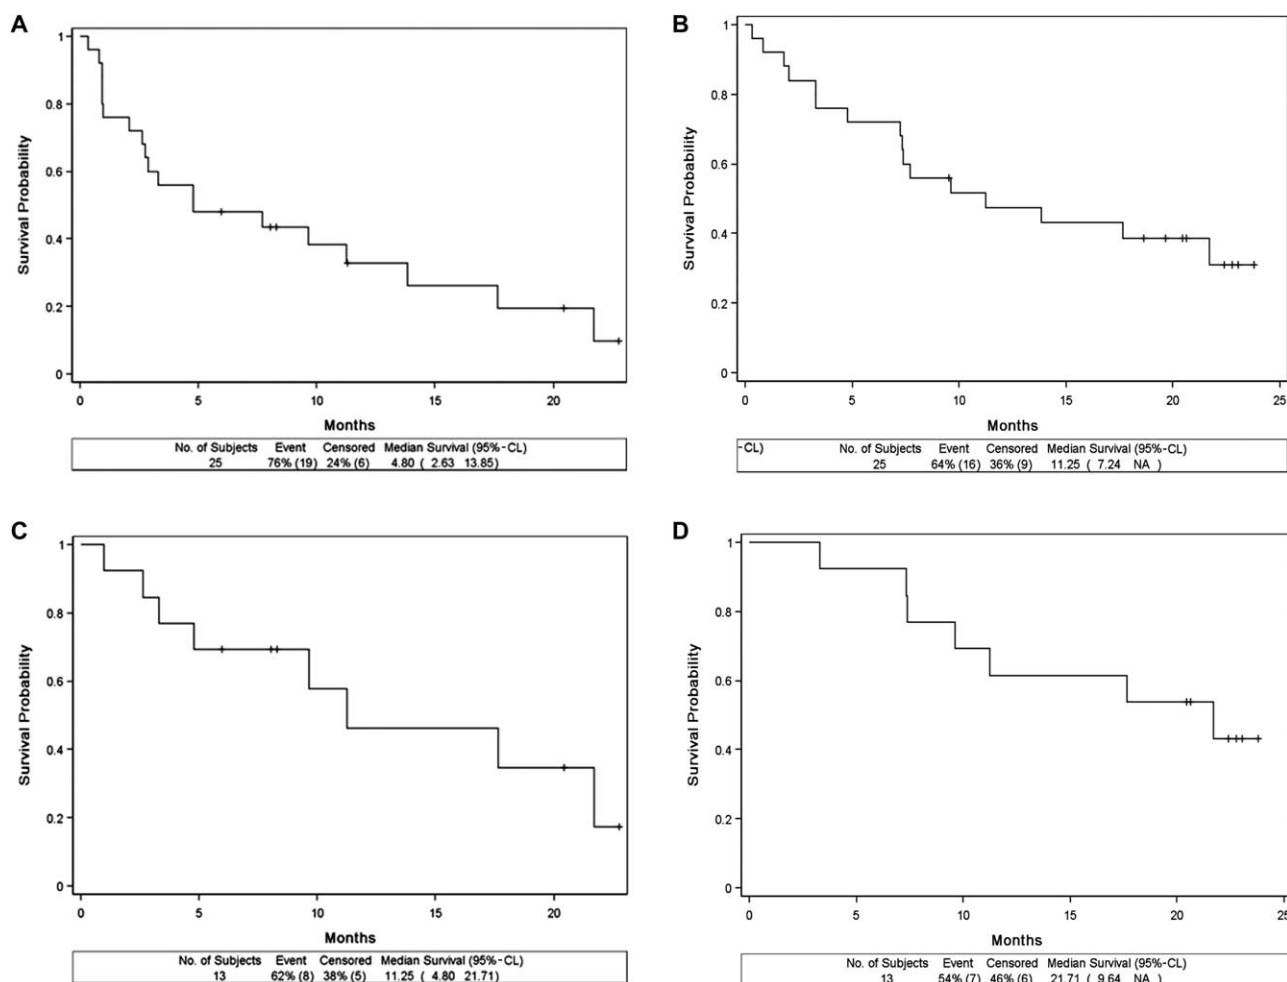 A
Survival Probability
1
0.8
0.6
0.4
0.2
0
0 5 10 15 20
Months
No. of Subjects Event Censored Median Survival (95%-CL)
25 76% (19) 24% (6) 4.80 ( 2.63 13.85)
B
Survival Probability
1
0.8
0.6
0.4
0.2
0
0 5 10 15 20 25
Months
-CL) No. of Subjects Event Censored Median Survival (95%-CL)
25 64% (16) 36% (9) 11.25 ( 7.24 NA )
C
Survival Probability
1
0.8
0.6
0.4
0.2
0
0 5 10 15 20
Months
No. of Subjects Event Censored Median Survival (95%-CL)
13 62% (8) 38% (5) 11.25 ( 4.80 21.71)
D
Survival Probability
1
0.8
0.6
0.4
0.2
0
5 10 15 20 25
Months
No. of Subjects Event Censored Median Survival (95%-CL)
13 54% (7) 46% (6) 21.71 ( 9.64 NA )